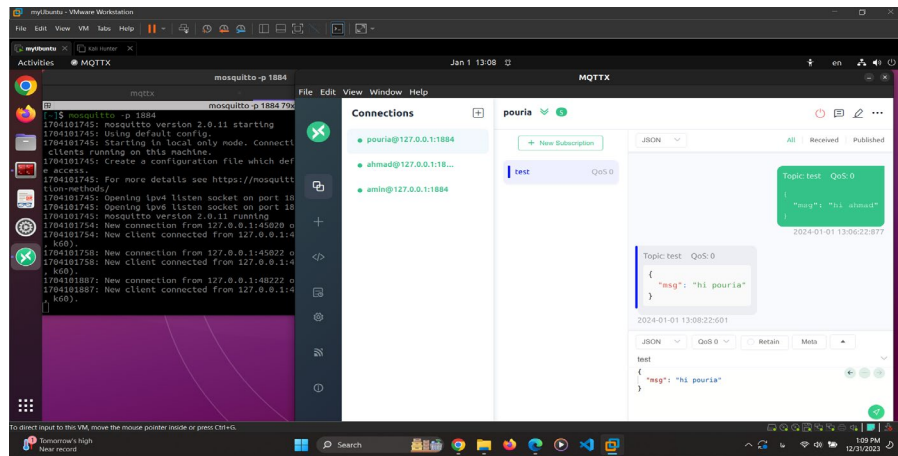 myUbuntu - VMware Workstation
File Edit View VM Tabs Help
myUbuntu
Kali Hunter
Activities
MQTTX
Jan 1 13:08
en
mosquitto -p 1884
mqttx
mosquitto -p 1884 79x
[~]$ mosquitto -p 1884
1704101745: mosquitto version 2.0.11 starting
1704101745: Using default config.
1704101745: Starting in local only mode. Connecti
clients running on this machine.
1704101745: Create a configuration file which def
e access.
1704101745: For more details see https://mosquitt
tion-methods/
1704101745: Opening ipv4 listen socket on port 18
1704101745: Opening ipv6 listen socket on port 18
1704101745: mosquitto version 2.0.11 running
1704101754: New connection from 127.0.0.1:45020 o
1704101754: New client connected from 127.0.0.1:4
, k60).
1704101758: New connection from 127.0.0.1:45022 o
1704101758: New client connected from 127.0.0.1:4
, k60).
1704101887: New connection from 127.0.0.1:48222 o
1704101887: New client connected from 127.0.0.1:4
, k60).
MQTTX
File Edit View Window Help
Connections
pouria@127.0.0.1:1884
ahmad@127.0.0.1:18...
amin@127.0.0.1:1884
pouria
5
+ New Subscription
test QoS 0
JSON
All Received Published
Topic: test QoS: 0
{
"msg": "hi ahmad"
}
2024-01-01 13:06:22:877
Topic: test QoS: 0
{
"msg": "hi pouria"
}
2024-01-01 13:08:22:601
JSON QoS 0 Retain Meta
test
{
"msg": "hi pouria"
}
To direct input to this VM, move the mouse pointer inside or press Ctrl+G.
Tomorrow's high
Near record
Search
1:09 PM
12/31/2023